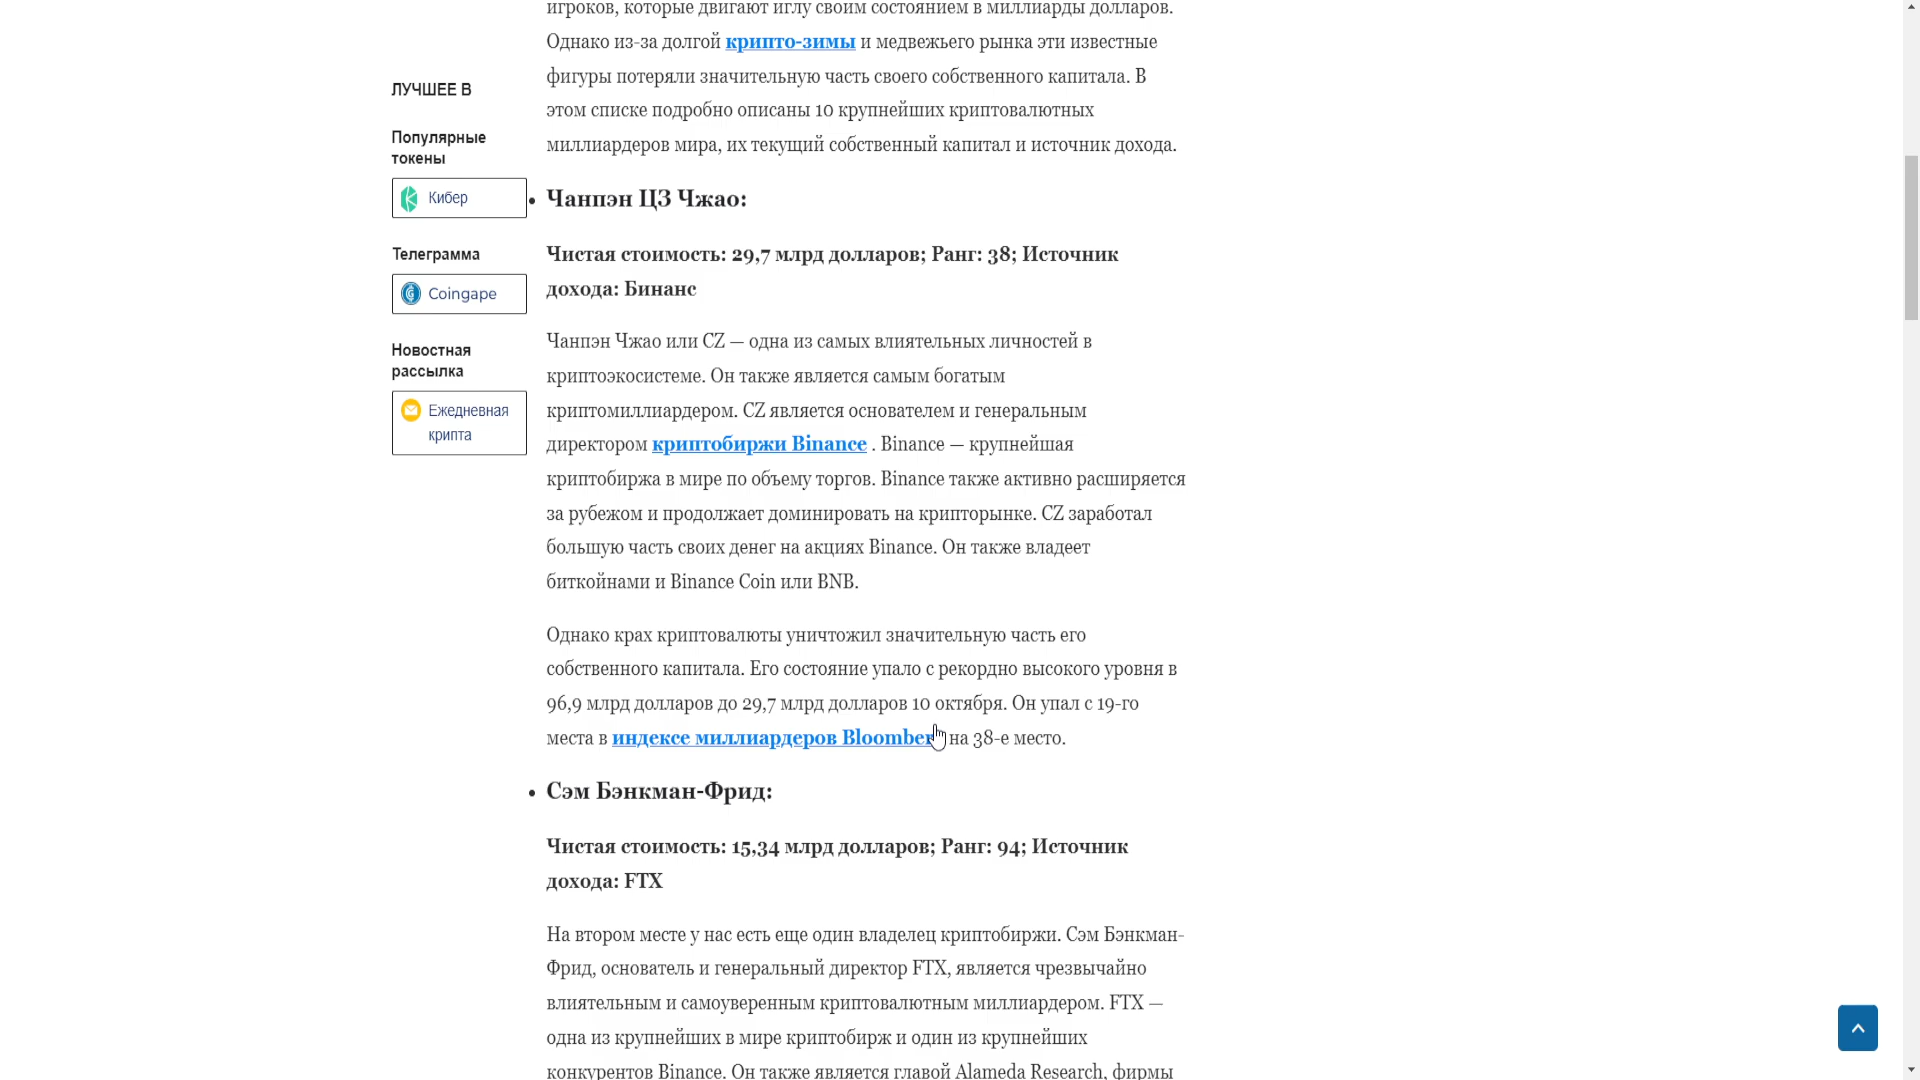 игроков, которые двигают иглу своим состоянием в миллиарды долларов.
Однако из-за долгой крипто-зимы и медвежьего рынка эти известные
фигуры потеряли значительную часть своего собственного капитала. В
этом списке подробно описаны 10 крупнейших криптовалютных
миллиардеров мира, их текущий собственный капитал и источник дохода.
ЛУЧШЕЕ В
Популярные
токены
Кибер
Телеграмма
Coingape
Новостная
рассылка
Ежедневная
крипта
• Чанпэн ЦЗ Чжао:
Чистая стоимость: 29,7 млрд долларов; Ранг: 38; Источник
дохода: Бинанс
Чанпэн Чжао или CZ — одна из самых влиятельных личностей в
криптоэкосистеме. Он также является самым богатым
криптомиллиардером. CZ является основателем и генеральным
директором криптобиржи Binance . Binance — крупнейшая
криптобиржа в мире по объему торгов. Binance также активно расширяется
за рубежом и продолжает доминировать на крипторынке. CZ заработал
большую часть своих денег на акциях Binance. Он также владеет
биткойнами и Binance Coin или BNB.
Однако крах криптовалюты уничтожил значительную часть его
собственного капитала. Его состояние упало с рекордно высокого уровня в
96,9 млрд долларов до 29,7 млрд долларов 10 октября. Он упал с 19-го
места в индексе миллиардеров Bloomber на 38-е место.
• Сэм Бэнкман-Фрид:
Чистая стоимость: 15,34 млрд долларов; Ранг: 94; Источник
дохода: FTX
На втором месте у нас есть еще один владелец криптобиржи. Сэм Бэнкман-
Фрид, основатель и генеральный директор FTX, является чрезвычайно
влиятельным и самоуверенным криптовалютным миллиардером. FTX —
одна из крупнейших в мире криптобирж и один из крупнейших
конкурентов Binance. Он также является главой Alameda Research, фирмы